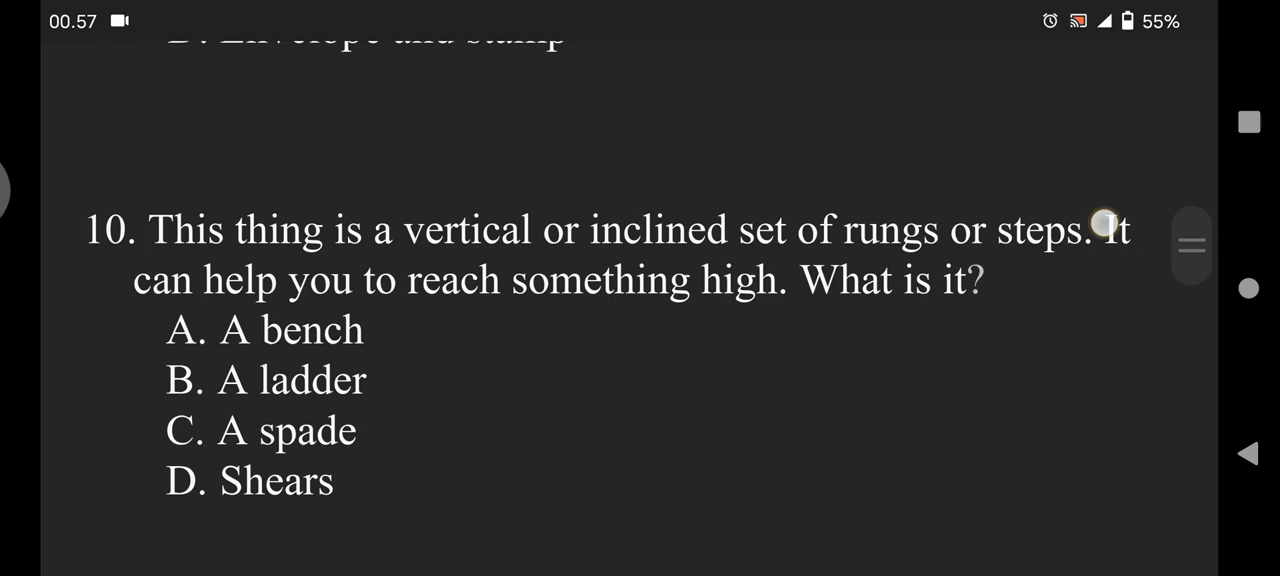 00.57
55%
10. This thing is a vertical or inclined set of rungs or steps. It
can help you to reach something high. What is it?
A. A bench
B. A ladder
C. A spade
D. Shears